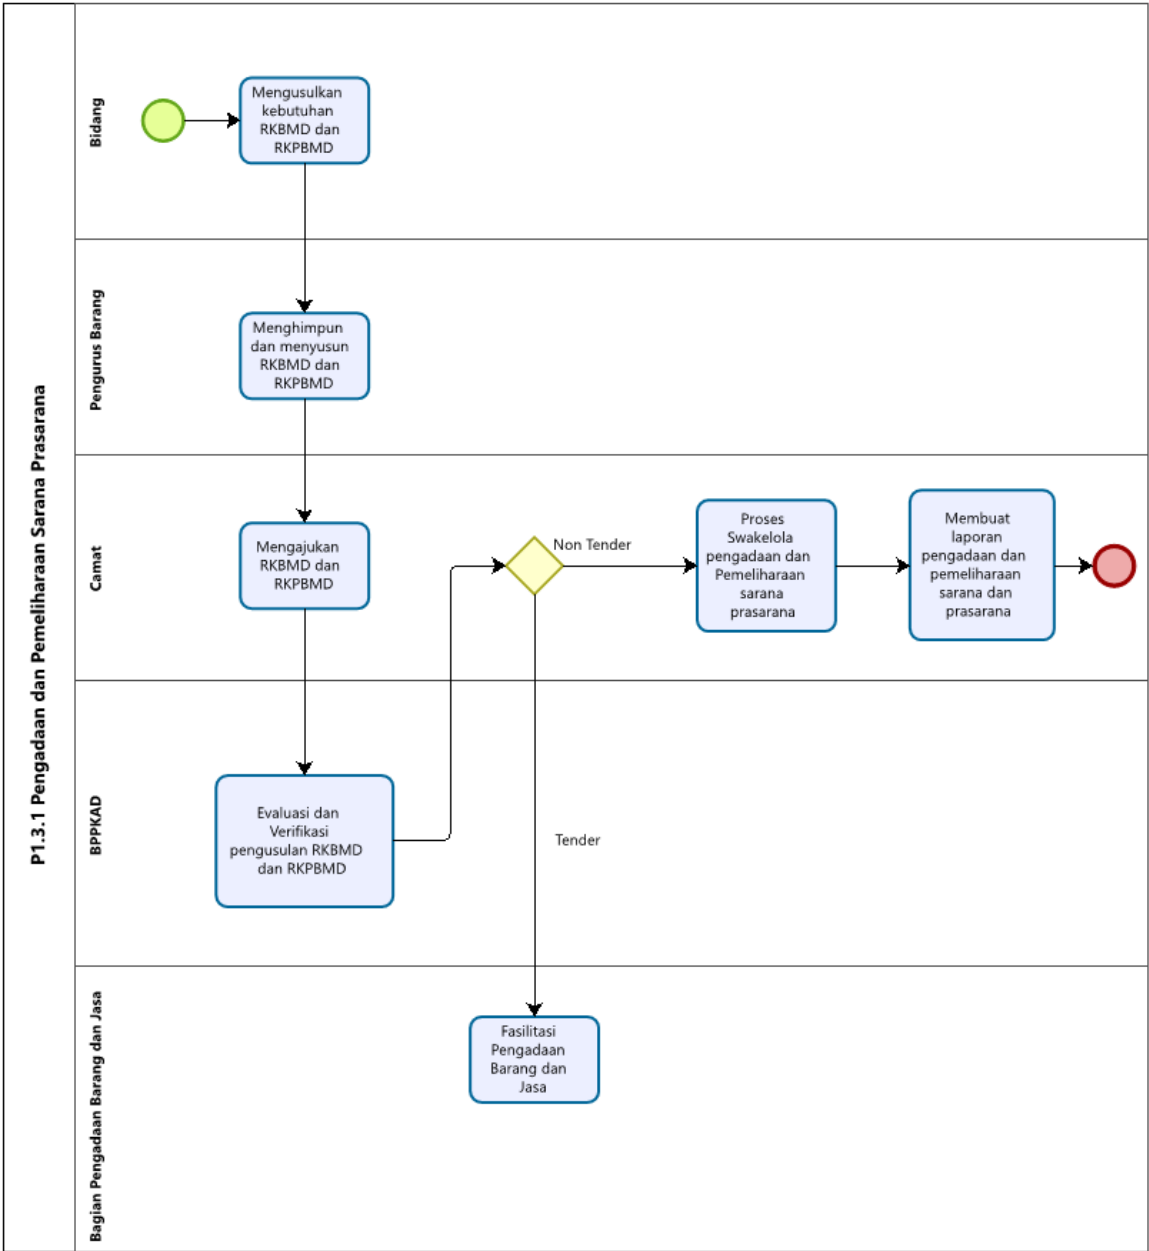 P1.3.1 Pengadaan dan Pemeliharaan Sarana Prasarana
Bidang
Mengusulkan
kebutuhan
RKBMD dan
RKPBMD
Pengurus Barang
Menghimpun
dan menyusun
RKBMD dan
RKPBMD
Camat
Mengajukan
RKBMD dan
RKPBMD
Non Tender
Proses
Swakelola
pengadaan dan
Pemeliharaan
sarana
prasarana
Membuat
laporan
pengadaan dan
pemeliharaan
sarana dan
prasarana
BPPKAD
Evaluasi dan
Verifikasi
pengusulan RKBMD
dan RKPBMD
Tender
Bagian Pengadaan Barang dan Jasa
Fasilitasi
Pengadaan
Barang dan
Jasa